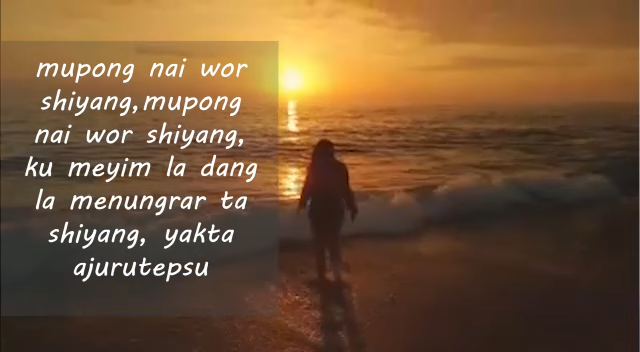 mupong nai wor
shiyang, mupong
nai wor shiyang,
ku meyim la dang
la menungrar ta
shiyang, yakta
ajurutepsu